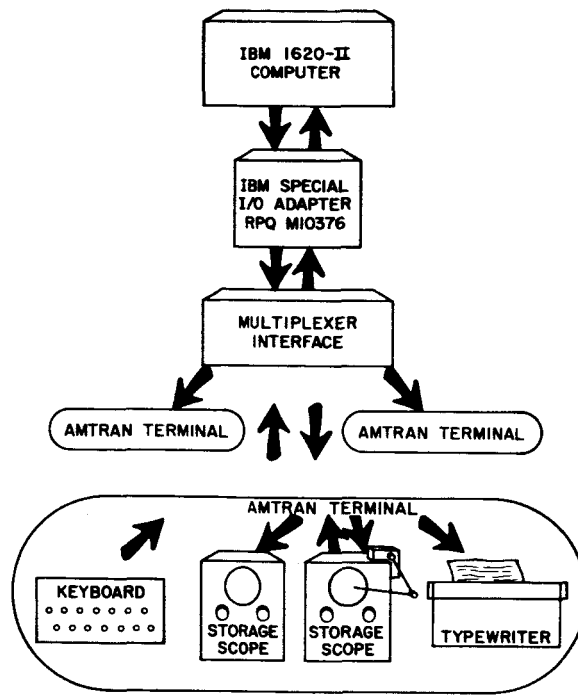 IBM 1620-II
COMPUTER
IBM SPECIAL
I/O ADAPTER
RPQ M10376
MULTIPLEXER
INTERFACE
AMTRAN TERMINAL
AMTRAN TERMINAL
AMTRAN TERMINAL
KEYBOARD
STORAGE
SCOPE
STORAGE
SCOPE
TYPEWRITER